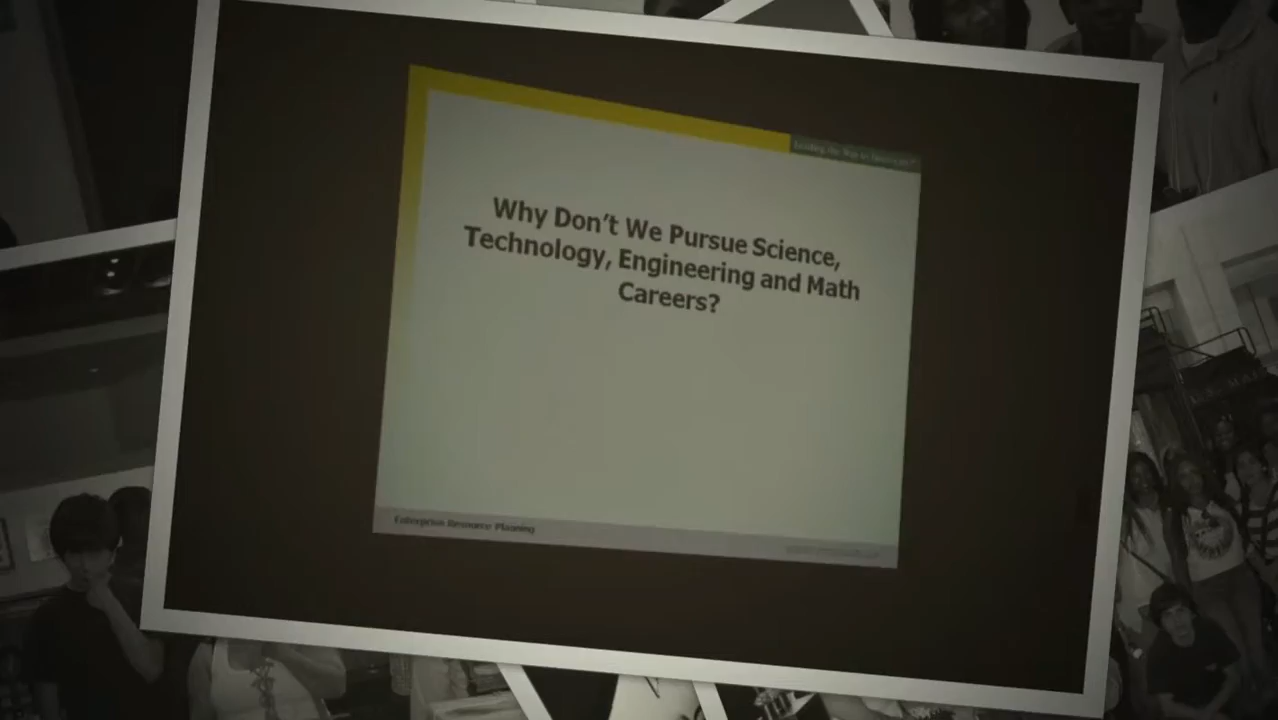 Why Don't We Pursue Science,
Technology, Engineering and Math
Careers?
Enterprise Resource Planning